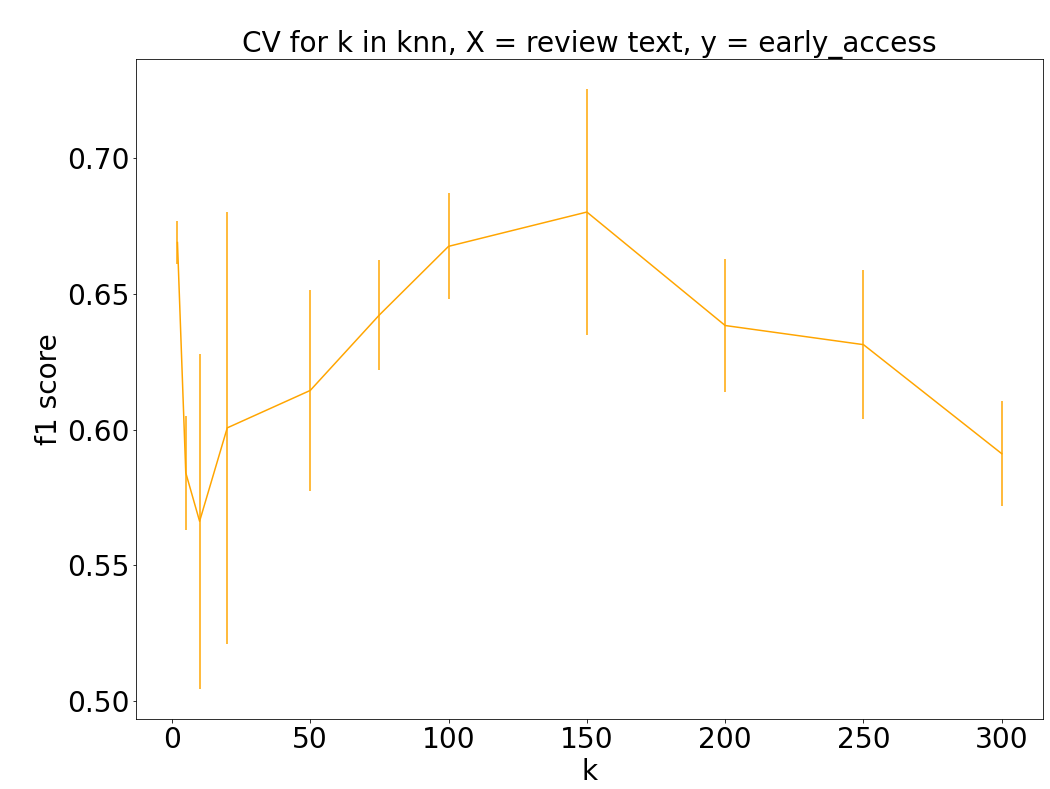 CV for k in knn, X = review text, y = early_access
0.70
0.65
0.60
0.55
0.50
f1 score
0 50 100 150 200 250 300
k